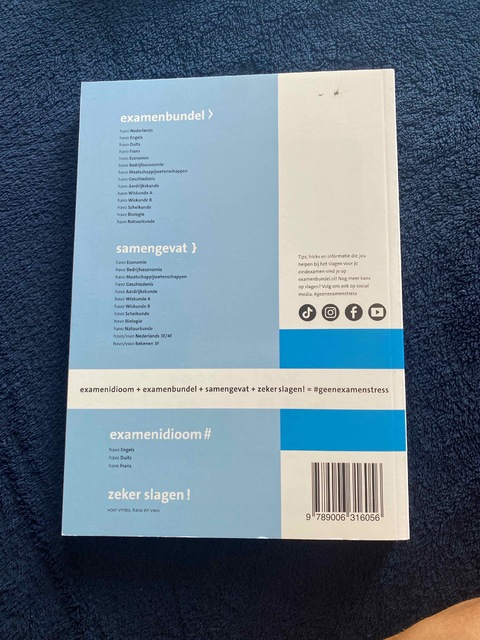 examenbundel >
havo Nederlands
havo Engels
havo Duits
havo Frans
havo Economie
havo Bedrijfseconomie
havo Maatschappijwetenschappen
havo Geschiedenis
havo Aardrijkskunde
havo Wiskunde A
havo Wiskunde B
havo Scheikunde
havo Biologie
havo Natuurkunde
samengevat }
havo Economie
havo Bedrijfseconomie
havo Maatschappijwetenschappen
havo Geschiedenis
havo Aardrijkskunde
havo Wiskunde A
havo Wiskunde B
havo Scheikunde
havo Biologie
havo Natuurkunde
havo/vwo Nederlands 3F/4F
havo/vwo Rekenen 3F
Tips, tricks en informatie die jou
helpen bij het slagen voor je
eindexamen vind je op
examenbundel.nl! Nog meer kans
op slagen? Volg ons ook op social
media. #geenexamenstress
examenidioom + examenbundel + samengevat + zeker slagen! = #geenexamenstress
examenidioom #
havo Engels
havo Duits
havo Frans
zeker slagen !
voor vmbo, havo én vwo
9 789006 316056